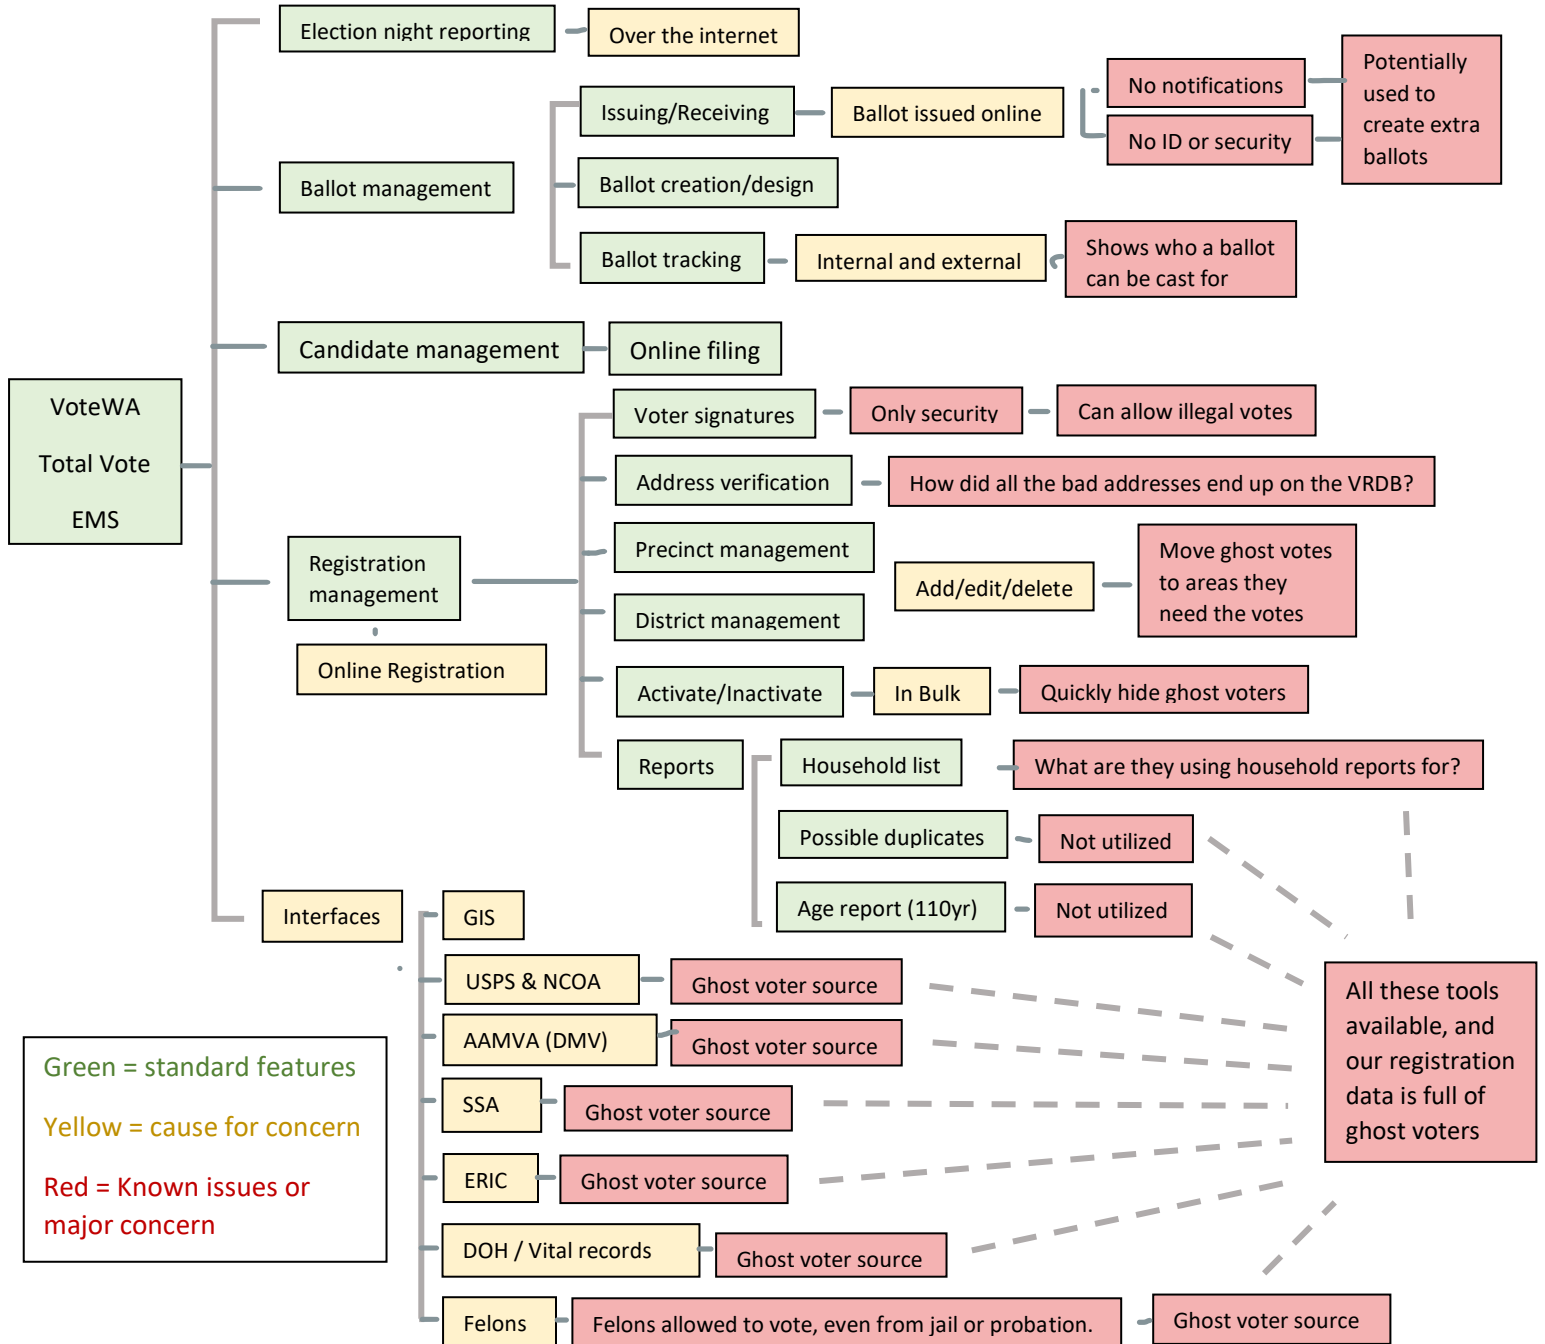 Election night reporting
Over the internet
Issuing/Receiving
Ballot issued online
No notifications
No ID or security
Potentially
used to
create extra
ballots
Ballot management
Ballot creation/design
Ballot tracking
Internal and external
Shows who a ballot
can be cast for
Candidate management
Online filing
VoteWA
Total Vote
EMS
Voter signatures
Only security
Can allow illegal votes
Address verification
How did all the bad addresses end up on the VRDB?
Registration
management
Online Registration
Precinct management
District management
Add/edit/delete
Move ghost votes
to areas they
need the votes
Activate/Inactivate
In Bulk
Quickly hide ghost voters
Reports
Household list
What are they using household reports for?
Possible duplicates
Not utilized
Age report (110yr)
Not utilized
Interfaces
GIS
USPS & NCOA
Ghost voter source
AAMVA (DMV)
Ghost voter source
SSA
Ghost voter source
ERIC
Ghost voter source
DOH / Vital records
Ghost voter source
Felons
Felons allowed to vote, even from jail or probation.
Ghost voter source
All these tools
available, and
our registration
data is full of
ghost voters
Green = standard features
Yellow = cause for concern
Red = Known issues or
major concern